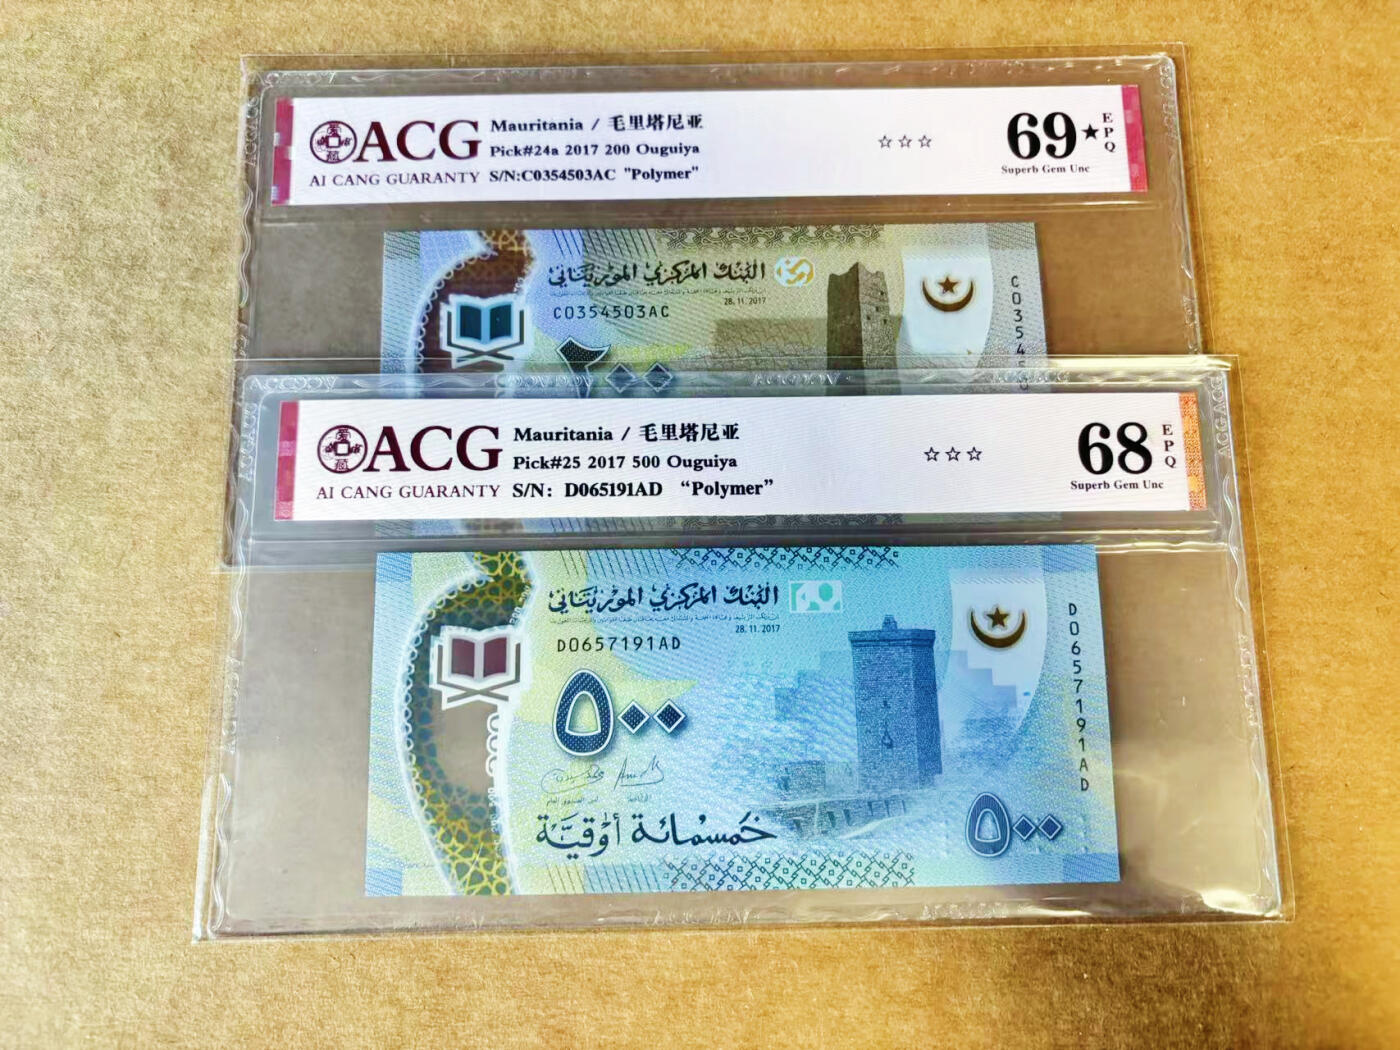 ACG
AI CANG GUARANTY
Mauritania / 毛里塔尼亚
Pick#24a 2017 200 Ouguiya
S/N:C0354503AC "Polymer"
☆☆☆
69★
EPQ
Superb Gem Unc
البنك المركزي الموريتاني
28.11.2017
C0354503AC
٢٠٠
ACG
AI CANG GUARANTY
Mauritania / 毛里塔尼亚
Pick#25 2017 500 Ouguiya
S/N: D065191AD “Polymer”
☆☆☆
68
EPQ
Superb Gem Unc
البنك المركزي الموريتاني
28.11.2017
D0657191AD
٥٠٠
خمسمائة أوقية
D0657191AD
٥٠٠